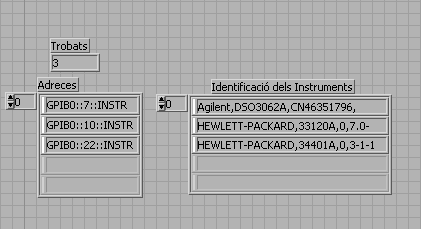 Trobats
3
Adreces
0
GPIB0::7::INSTR
GPIB0::10::INSTR
GPIB0::22::INSTR
Identificació dels Instruments
0
Agilent,DSO3062A,CN46351796,
HEWLETT-PACKARD,33120A,0,7.0-
HEWLETT-PACKARD,34401A,0,3-1-1